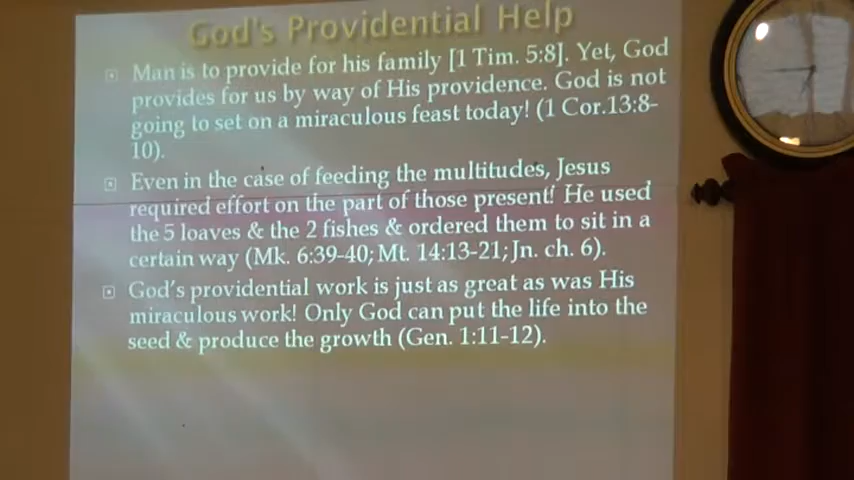 God's Providential Help
Man is to provide for his family [1 Tim. 5:8]. Yet, God
provides for us by way of His providence. God is not
going to set on a miraculous feast today! (1 Cor.13:8-
10).
Even in the case of feeding the multitudes, Jesus
required effort on the part of those present! He used
the 5 loaves & the 2 fishes & ordered them to sit in a
certain way (Mk. 6:39-40; Mt. 14:13-21; Jn. ch. 6).
God's providential work is just as great as was His
miraculous work! Only God can put the life into the
seed & produce the growth (Gen. 1:11-12).